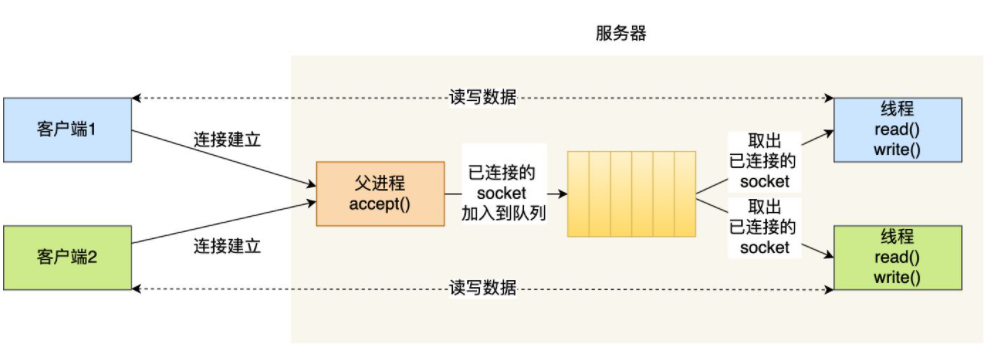 服务器
读写数据
客户端1
连接建立
父进程
accept()
已连接的
socket
加入到队列
取出
已连接的
socket
线程
read()
write()
客户端2
连接建立
取出
已连接的
socket
线程
read()
write()
读写数据